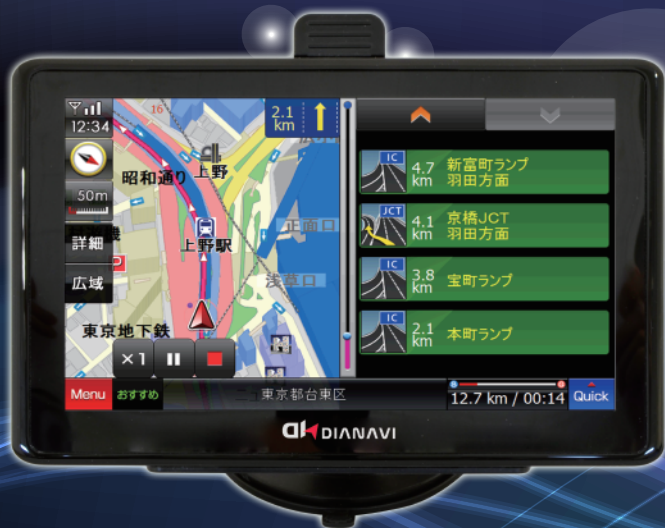 12:34
50m
詳細
広域
16
2.1
km
昭和通り
上野
上野駅
正面口
浅草口
東京地下鉄
P
×1
IC
4.7
km
新富町ランプ
羽田方面
JCT
4.1
km
京橋JCT
羽田方面
IC
3.8
km
宝町ランプ
IC
2.1
km
本町ランプ
Menu
おすすめ
東京都台東区
12.7 km / 00:14
Quick
DIANAVI